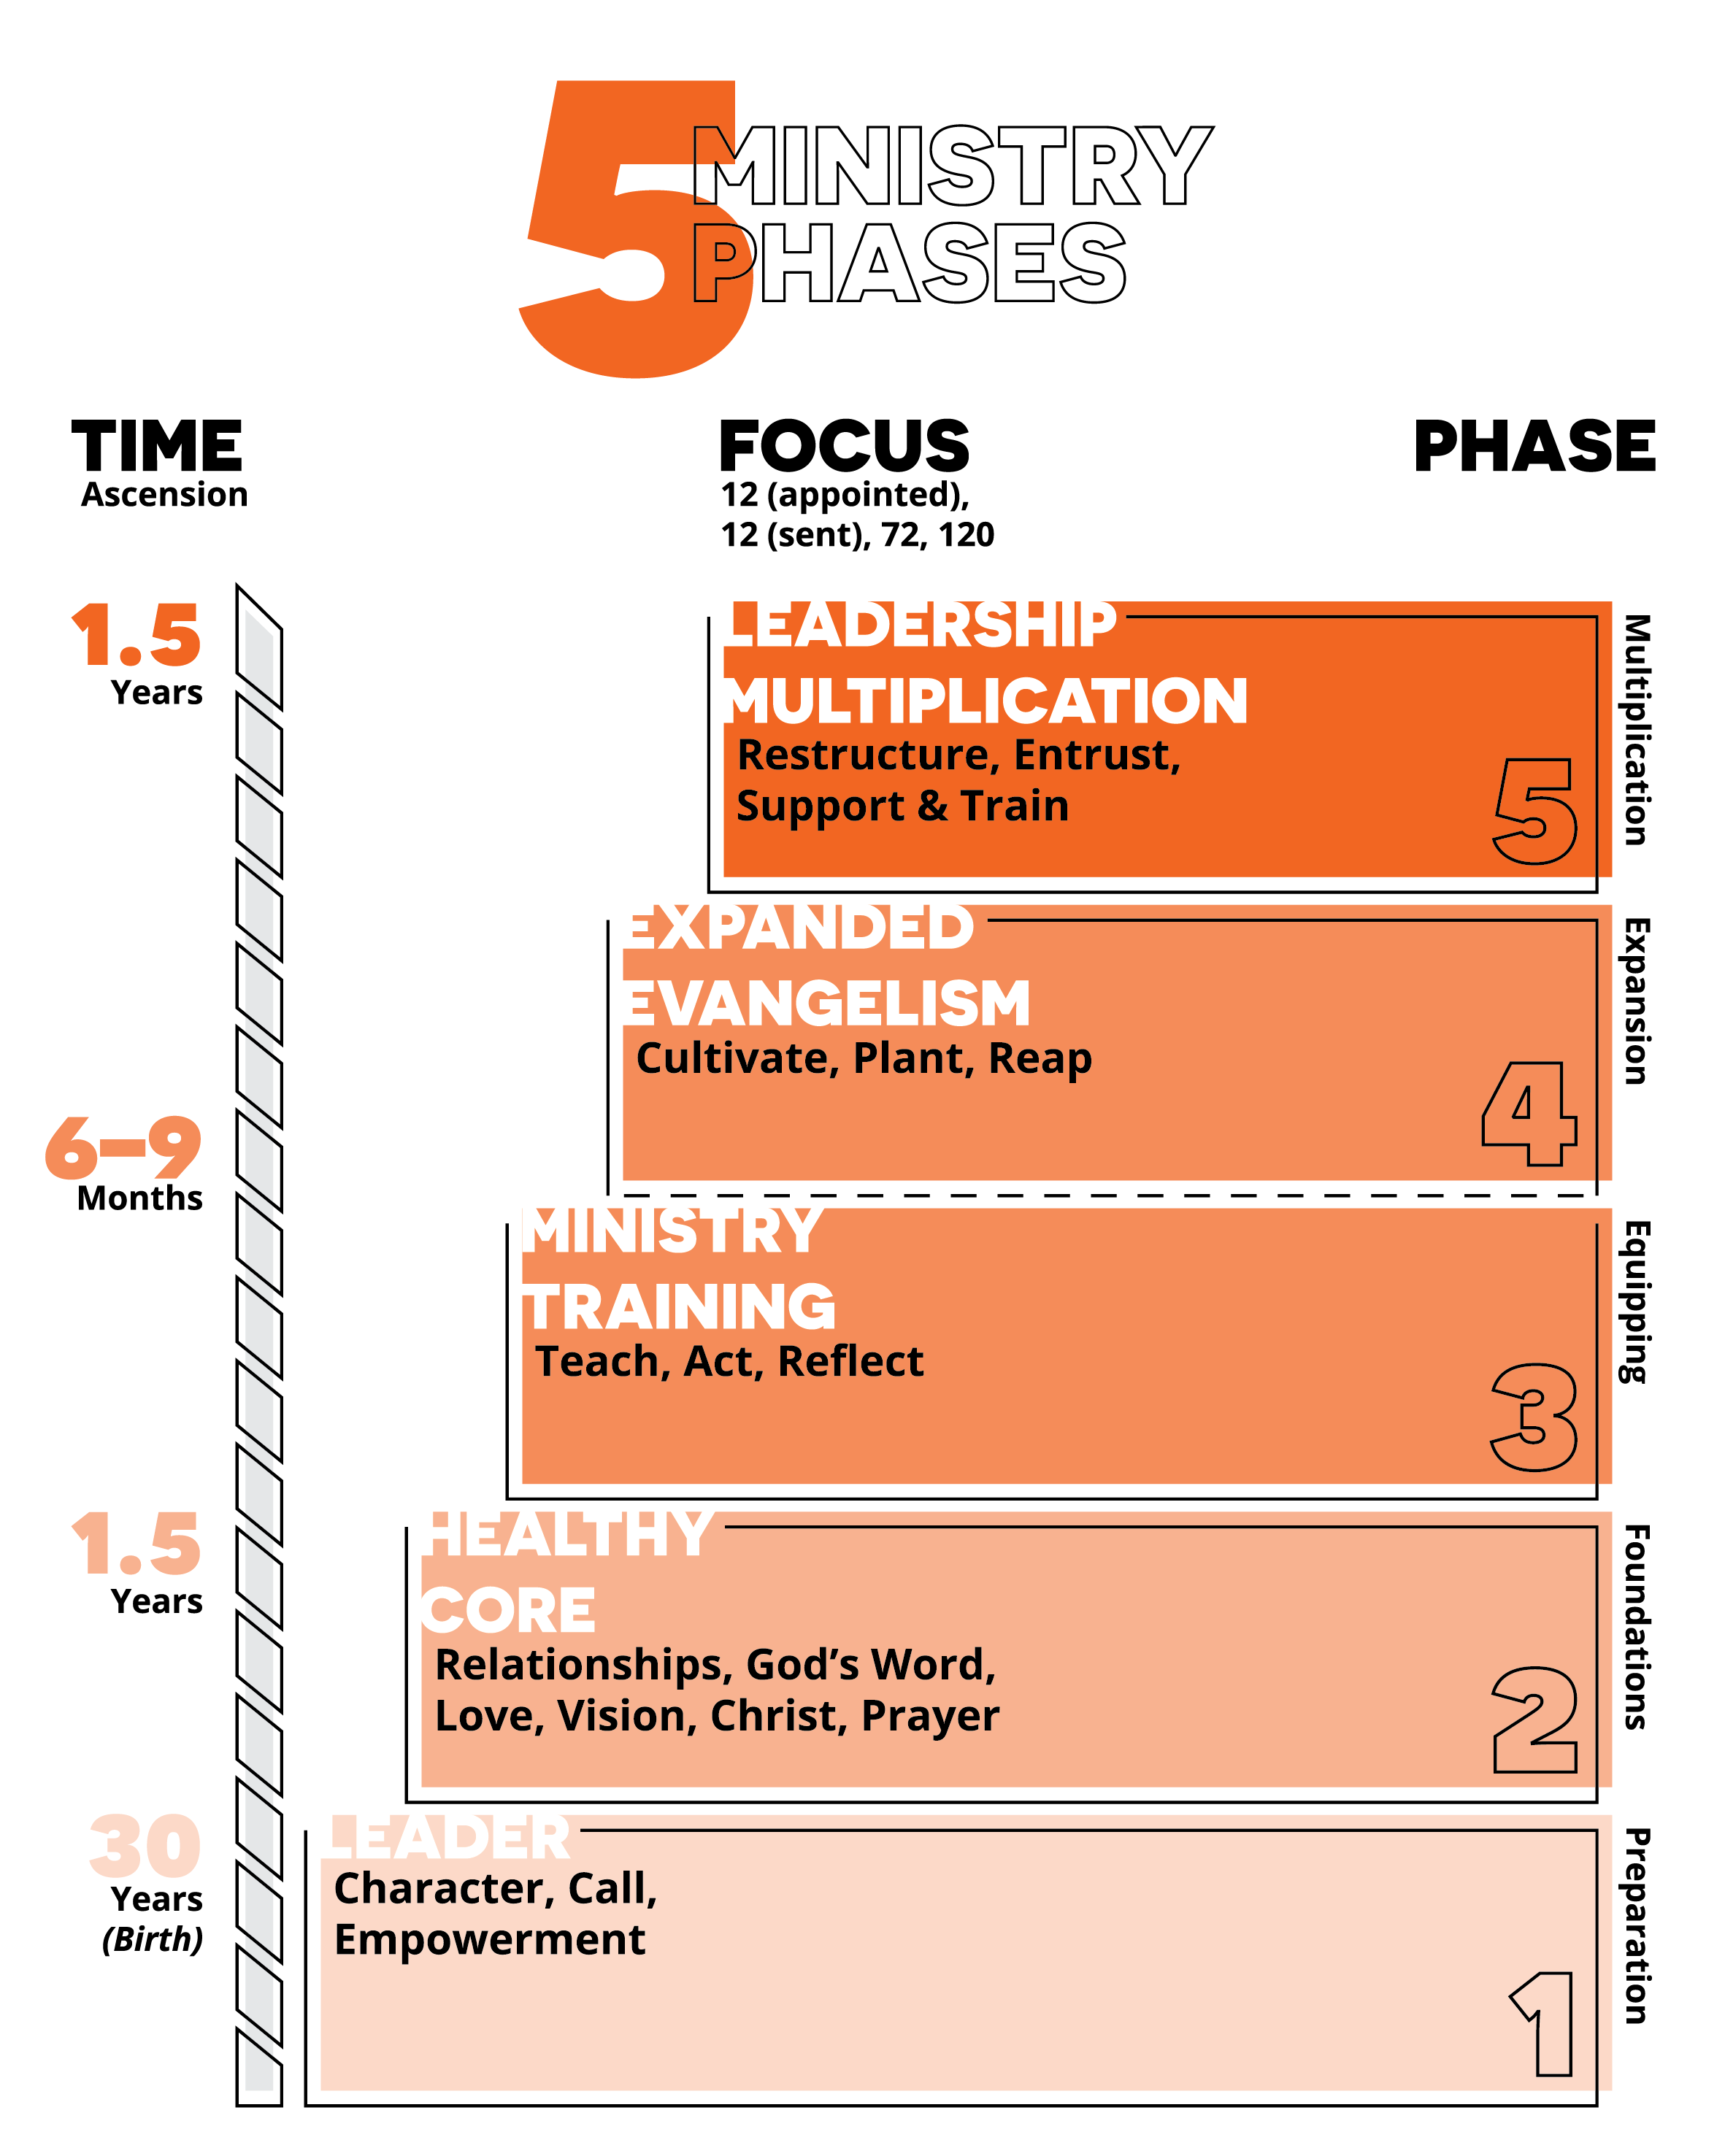 5
MINISTRY
PHASES
TIME
Ascension
FOCUS
12 (appointed),
12 (sent), 72, 120
PHASE
1.5
Years
LEADERSHIP
MULTIPLICATION
Restructure, Entrust,
Support & Train
5
Multiplication
EXPANDED
EVANGELISM
Cultivate, Plant, Reap
4
Expansion
6–9
Months
MINISTRY
TRAINING
Teach, Act, Reflect
3
Equipping
1.5
Years
HEALTHY
CORE
Relationships, God’s Word,
Love, Vision, Christ, Prayer
2
Foundations
30
Years
(Birth)
LEADER
Character, Call,
Empowerment
1
Preparation